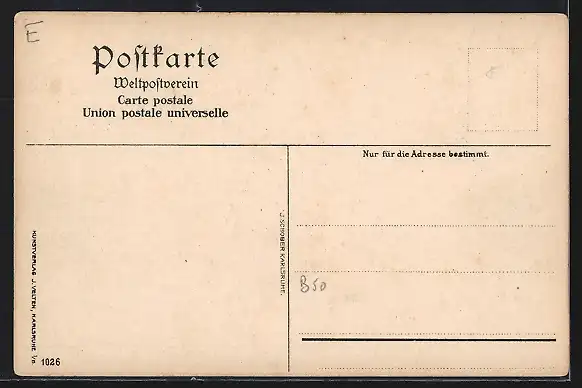 E
Postkarte
Weltpostverein
Carte postale
Union postale universelle
Nur für die Adresse bestimmt.
J. SCHOBER KARLSRUHE.
B50
KUNSTVERLAG J. VELTEN, KARLSRUHE
1026